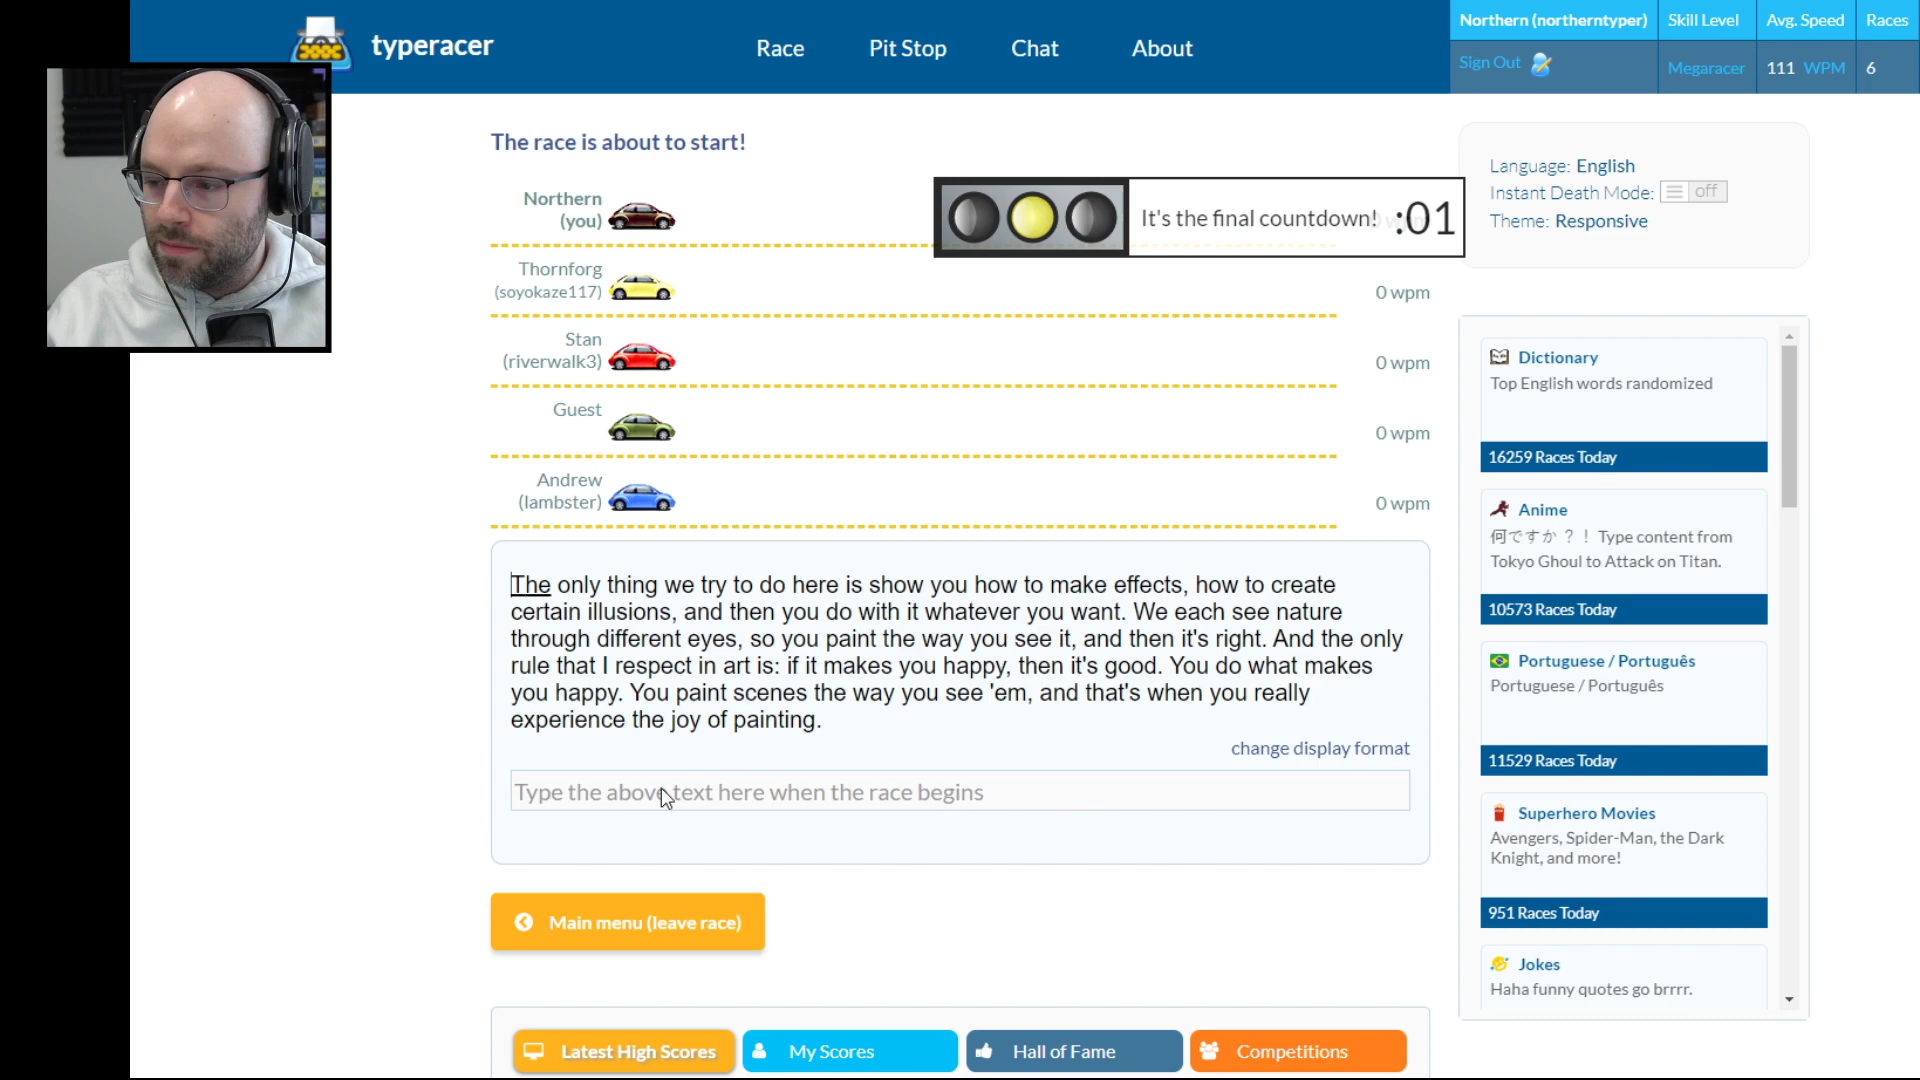 typeracer
Race
Pit Stop
Chat
About
Northern (northerntyper)
Skill Level
Avg. Speed
Races
Sign Out
Megaracer
111 WPM
6
The race is about to start!
It's the final countdown! :01
Language: English
Instant Death Mode: off
Theme: Responsive
Northern
(you)
Thornforg
(soyokaze117)
0 wpm
Stan
(riverwalk3)
0 wpm
Guest
0 wpm
Andrew
(lambster)
0 wpm
The only thing we try to do here is show you how to make effects, how to create
certain illusions, and then you do with it whatever you want. We each see nature
through different eyes, so you paint the way you see it, and then it's right. And the only
rule that I respect in art is: if it makes you happy, then it's good. You do what makes
you happy. You paint scenes the way you see 'em, and that's when you really
experience the joy of painting.
change display format
Type the above text here when the race begins
Main menu (leave race)
Latest High Scores
My Scores
Hall of Fame
Competitions
Dictionary
Top English words randomized
16259 Races Today
Anime
何ですか？！ Type content from
Tokyo Ghoul to Attack on Titan.
10573 Races Today
Portuguese / Português
Portuguese / Português
11529 Races Today
Superhero Movies
Avengers, Spider-Man, the Dark
Knight, and more!
951 Races Today
Jokes
Haha funny quotes go brrrr.